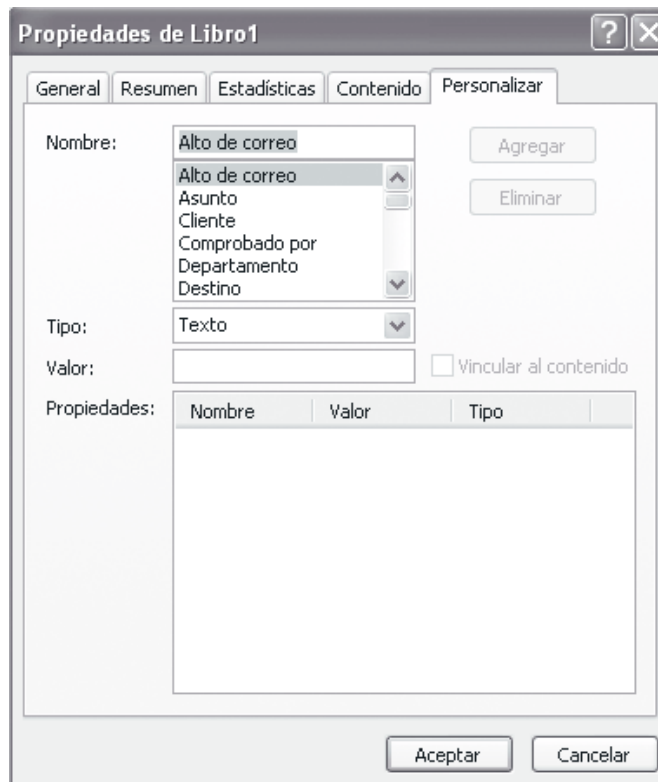 Propiedades de Libro1
General Resumen Estadísticas Contenido Personalizar
Nombre: Alto de correo Agregar
Alto de correo
Asunto Eliminar
Cliente
Comprobado por
Departamento
Destino
Tipo: Texto
Valor: Vincular al contenido
Propiedades: Nombre Valor Tipo
Aceptar Cancelar